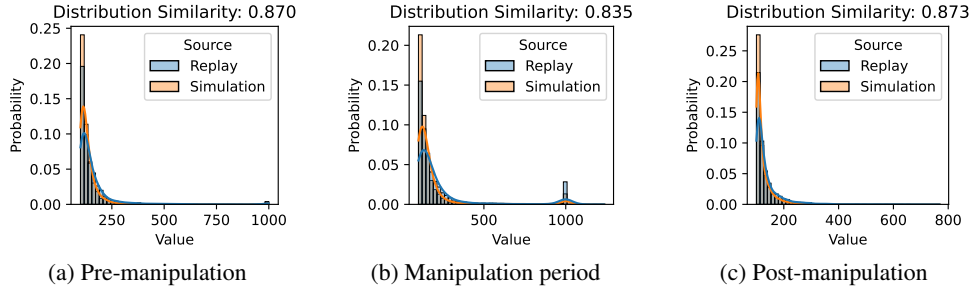 Distribution Similarity: 0.870
0.25
0.20
0.15
0.10
0.05
0.00
Probability
Source
Replay
Simulation
250
500
750
1000
Value
(a) Pre-manipulation
Distribution Similarity: 0.835
0.20
0.15
0.10
0.05
0.00
Probability
Source
Replay
Simulation
500
1000
Value
(b) Manipulation period
Distribution Similarity: 0.873
0.25
0.20
0.15
0.10
0.05
0.00
Probability
Source
Replay
Simulation
200
400
600
800
Value
(c) Post-manipulation